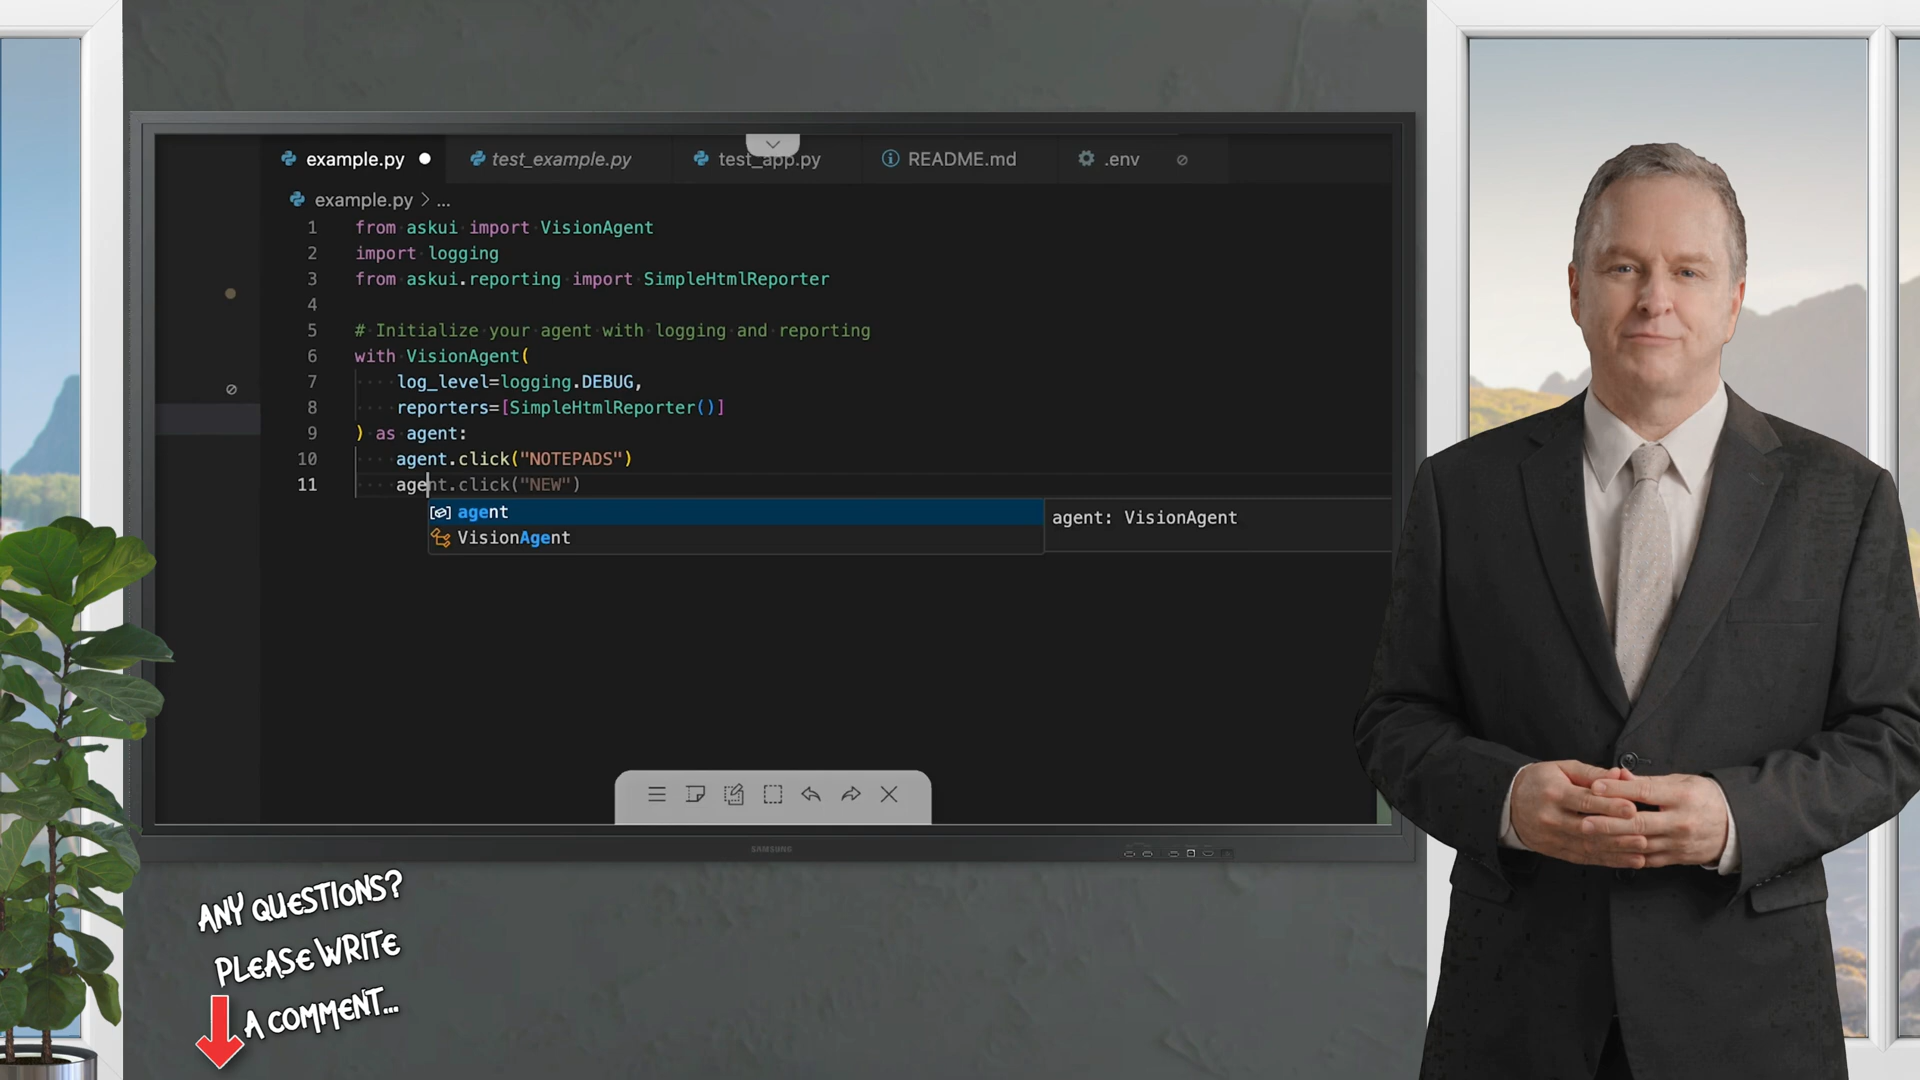 example.py
test_example.py
test_app.py
README.md
.env
example.py > ...
1 from askui import VisionAgent
2 import logging
3 from askui.reporting import SimpleHtmlReporter
4
5 # Initialize your agent with logging and reporting
6 with VisionAgent(
7 log_level=logging.DEBUG,
8 reporters=[SimpleHtmlReporter()]
9 ) as agent:
10 agent.click("NOTEPADS")
11 agent.click("NEW")
agent
agent: VisionAgent
VisionAgent
SAMSUNG
ANY QUESTIONS?
PLEASE WRITE
A COMMENT...